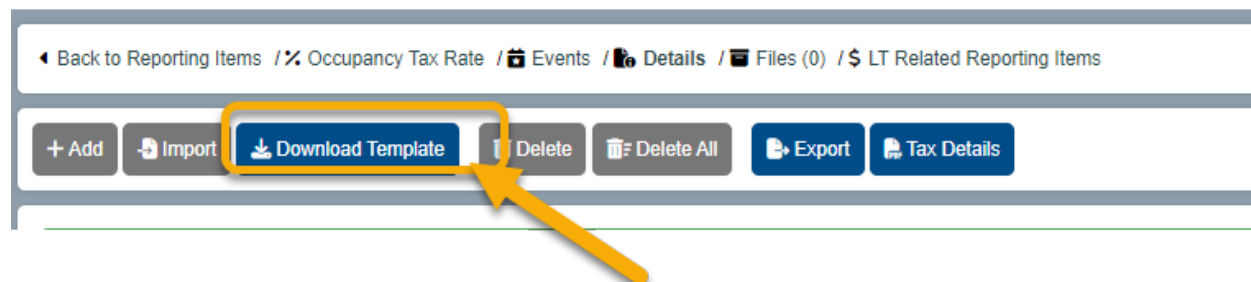 Back to Reporting Items / Occupancy Tax Rate / Events / Details / Files (0) / LT Related Reporting Items
+ Add Import Download Template Delete Delete All Export Tax Details